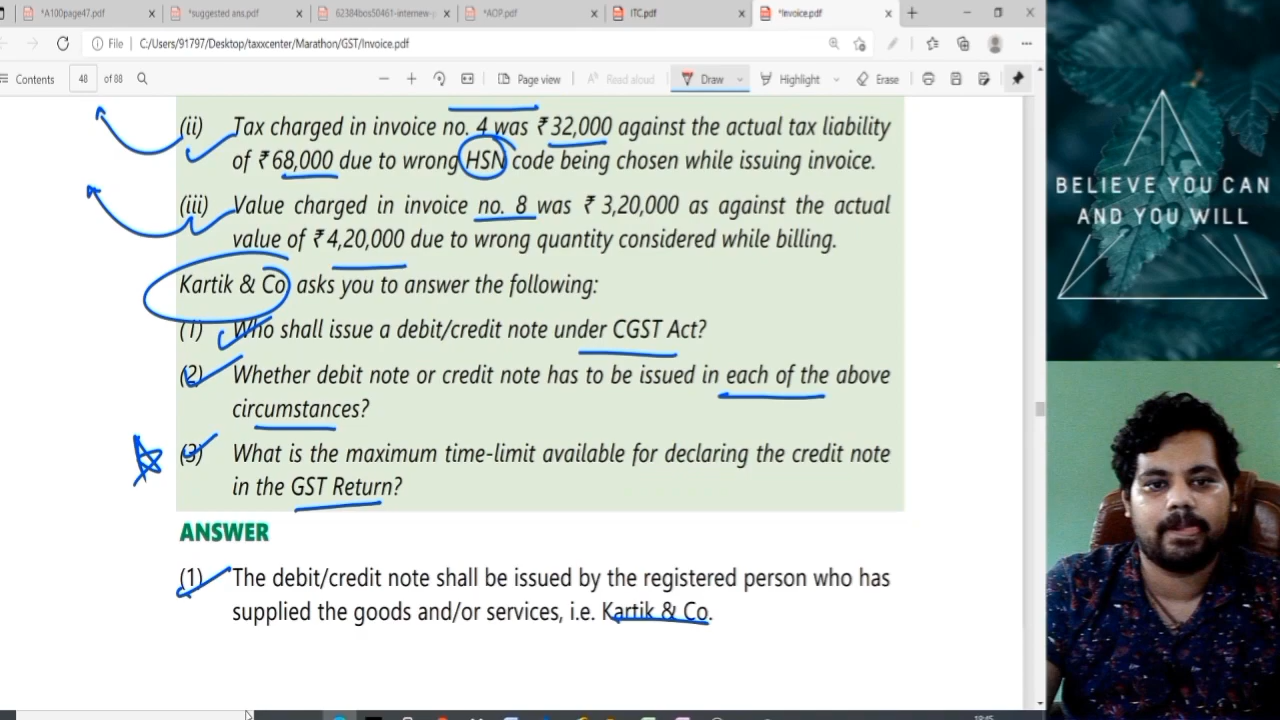 *A100page47.pdf
*suggested ans.pdf
62384bos50461-internew-
*AOP.pdf
ITC.pdf
*Invoice.pdf
File
C:/Users/91797/Desktop/taxxcenter/Marathon/GST/Invoice.pdf
Contents
48
of 88
Page view
Read aloud
Draw
Highlight
Erase
(ii) Tax charged in invoice no. 4 was ₹ 32,000 against the actual tax liability
of ₹ 68,000 due to wrong HSN code being chosen while issuing invoice.
(iii) Value charged in invoice no. 8 was ₹ 3,20,000 as against the actual
value of ₹ 4,20,000 due to wrong quantity considered while billing.
Kartik & Co asks you to answer the following:
(1) Who shall issue a debit/credit note under CGST Act?
(2) Whether debit note or credit note has to be issued in each of the above
circumstances?
(3) What is the maximum time-limit available for declaring the credit note
in the GST Return?
ANSWER
(1) The debit/credit note shall be issued by the registered person who has
supplied the goods and/or services, i.e. Kartik & Co.
BELIEVE YOU CAN
AND YOU WILL